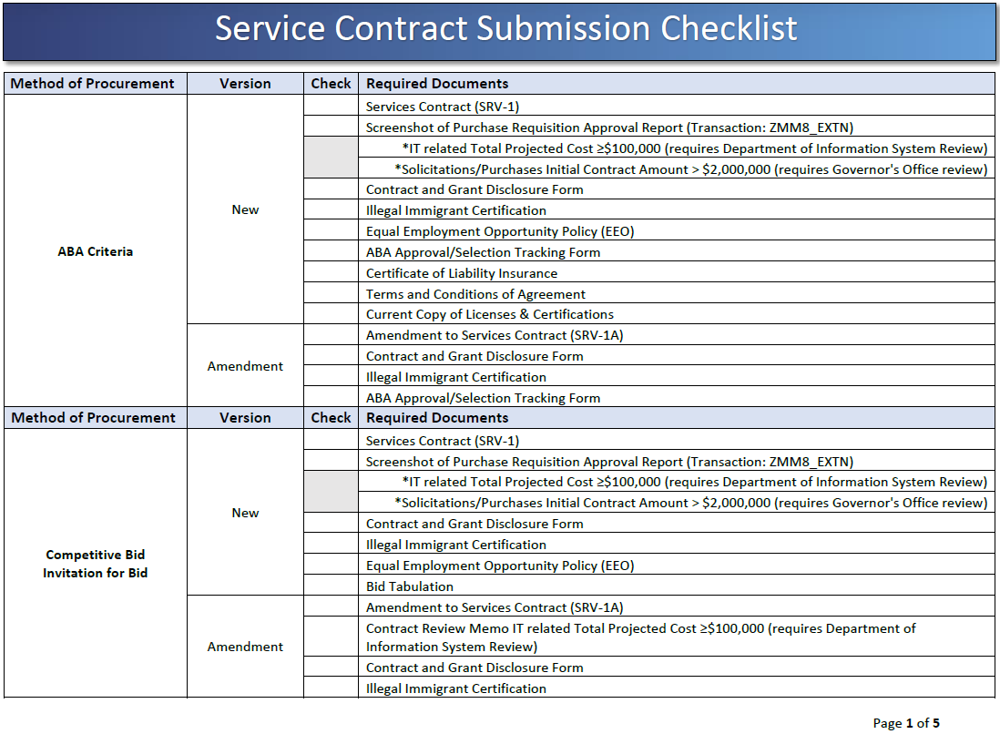 Service Contract Submission Checklist
Method of Procurement Version Check Required Documents
ABA Criteria
New
Services Contract (SRV-1)
Screenshot of Purchase Requisition Approval Report (Transaction: ZMM8_EXTN)
*IT related Total Projected Cost ≥$100,000 (requires Department of Information System Review)
*Solicitations/Purchases Initial Contract Amount > $2,000,000 (requires Governor's Office review)
Contract and Grant Disclosure Form
Illegal Immigrant Certification
Equal Employment Opportunity Policy (EEO)
ABA Approval/Selection Tracking Form
Certificate of Liability Insurance
Terms and Conditions of Agreement
Current Copy of Licenses & Certifications
Amendment
Amendment to Services Contract (SRV-1A)
Contract and Grant Disclosure Form
Illegal Immigrant Certification
ABA Approval/Selection Tracking Form
Method of Procurement Version Check Required Documents
Competitive Bid
Invitation for Bid
New
Services Contract (SRV-1)
Screenshot of Purchase Requisition Approval Report (Transaction: ZMM8_EXTN)
*IT related Total Projected Cost ≥$100,000 (requires Department of Information System Review)
*Solicitations/Purchases Initial Contract Amount > $2,000,000 (requires Governor's Office review)
Contract and Grant Disclosure Form
Illegal Immigrant Certification
Equal Employment Opportunity Policy (EEO)
Bid Tabulation
Amendment
Amendment to Services Contract (SRV-1A)
Contract Review Memo IT related Total Projected Cost ≥$100,000 (requires Department of
Information System Review)
Contract and Grant Disclosure Form
Illegal Immigrant Certification
Page 1 of 5